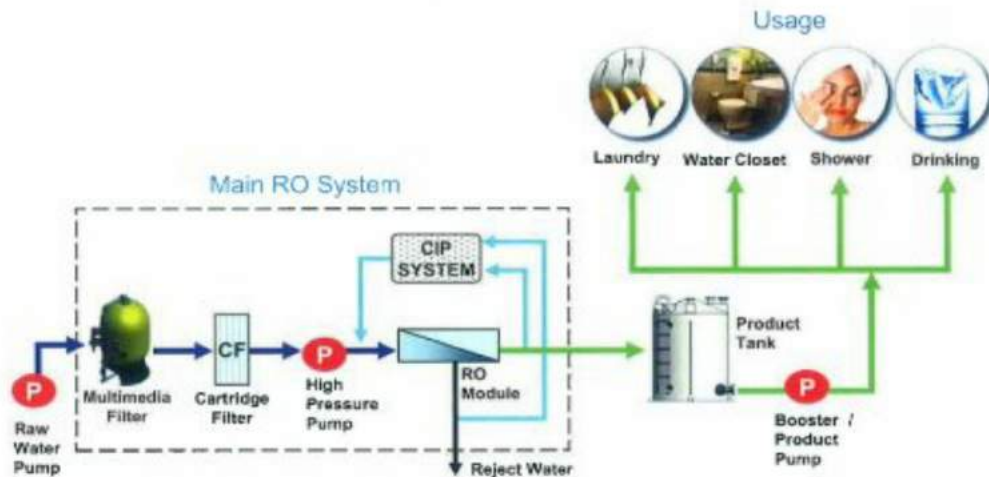 Usage
Laundry
Water Closet
Shower
Drinking
Main RO System
CIP
SYSTEM
P
Raw
Water
Pump
Multimedia
Filter
CF
Cartridge
Filter
P
High
Pressure
Pump
RO
Module
Reject Water
Product
Tank
P
Booster /
Product
Pump